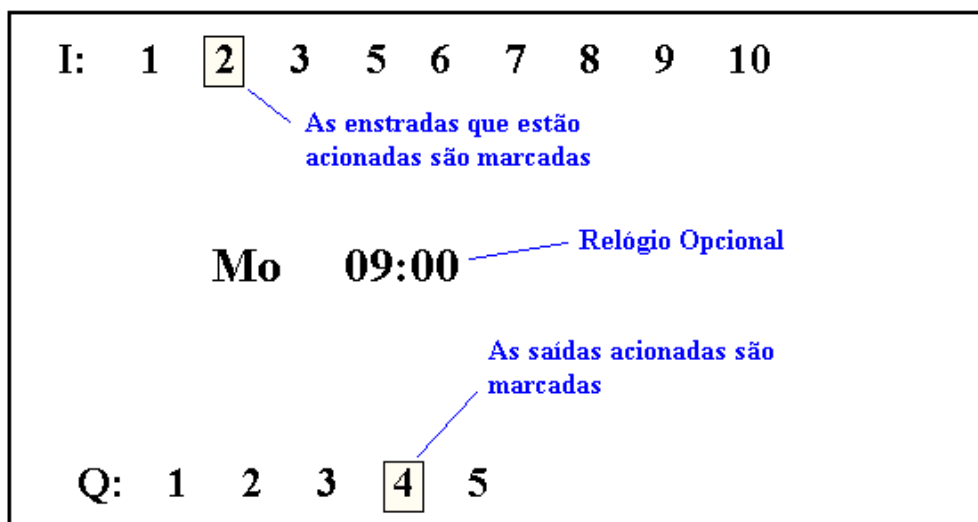 I: 1 2 3 5 6 7 8 9 10
As enstradas que estão
acionadas são marcadas
Mo 09:00
Relógio Opcional
As saídas acionadas são
marcadas
Q: 1 2 3 4 5